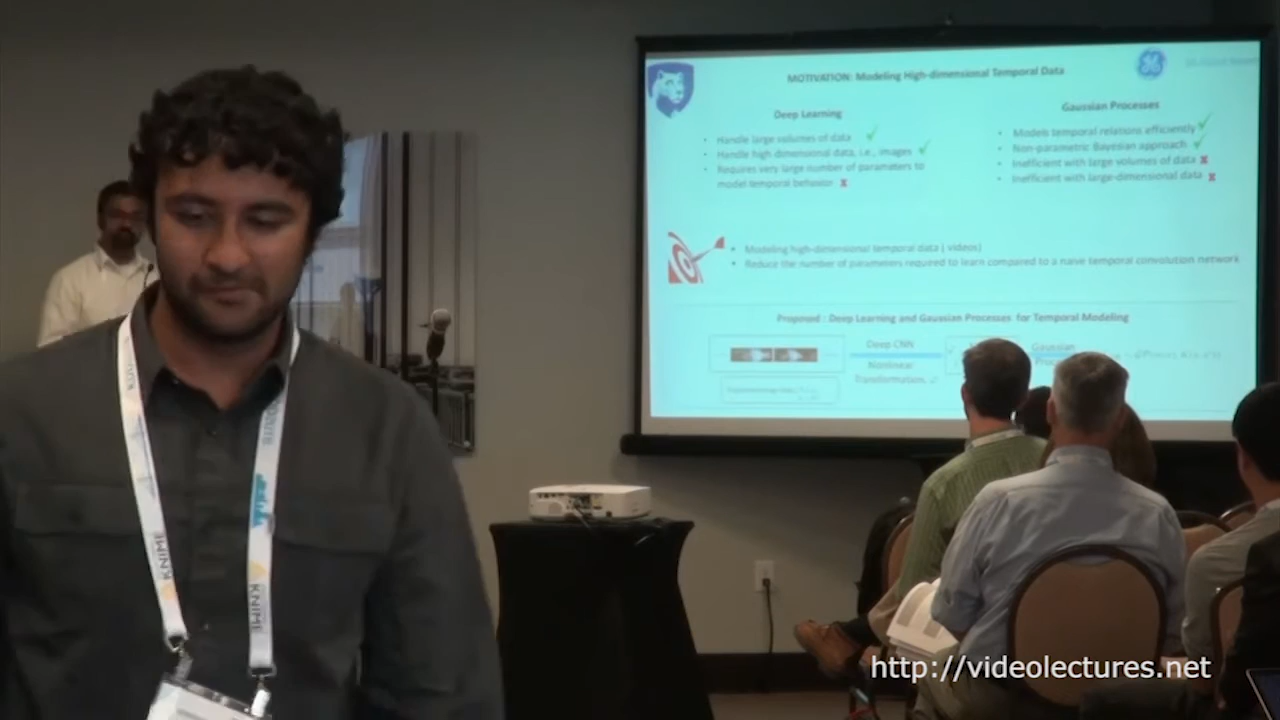 MOTIVATION: Modeling High-dimensional Temporal Data
Deep Learning
• Handle large volumes of data
• Handle high dimensional data, i.e., images
• Requires very large number of parameters to
model temporal behavior
Gaussian Processes
• Models temporal relations efficiently
• Non-parametric Bayesian approach
• Inefficient with large volumes of data
• Inefficient with large-dimensional data
• Modeling high-dimensional temporal data ( videos)
• Reduce the number of parameters required to learn compared to a naive temporal convolution network
Proposed : Deep Learning and Gaussian Processes for Temporal Modeling
Deep CNN
Nonlinear
Transformation,
Gaussian
KNIME
KNIME
http://videolectures.net